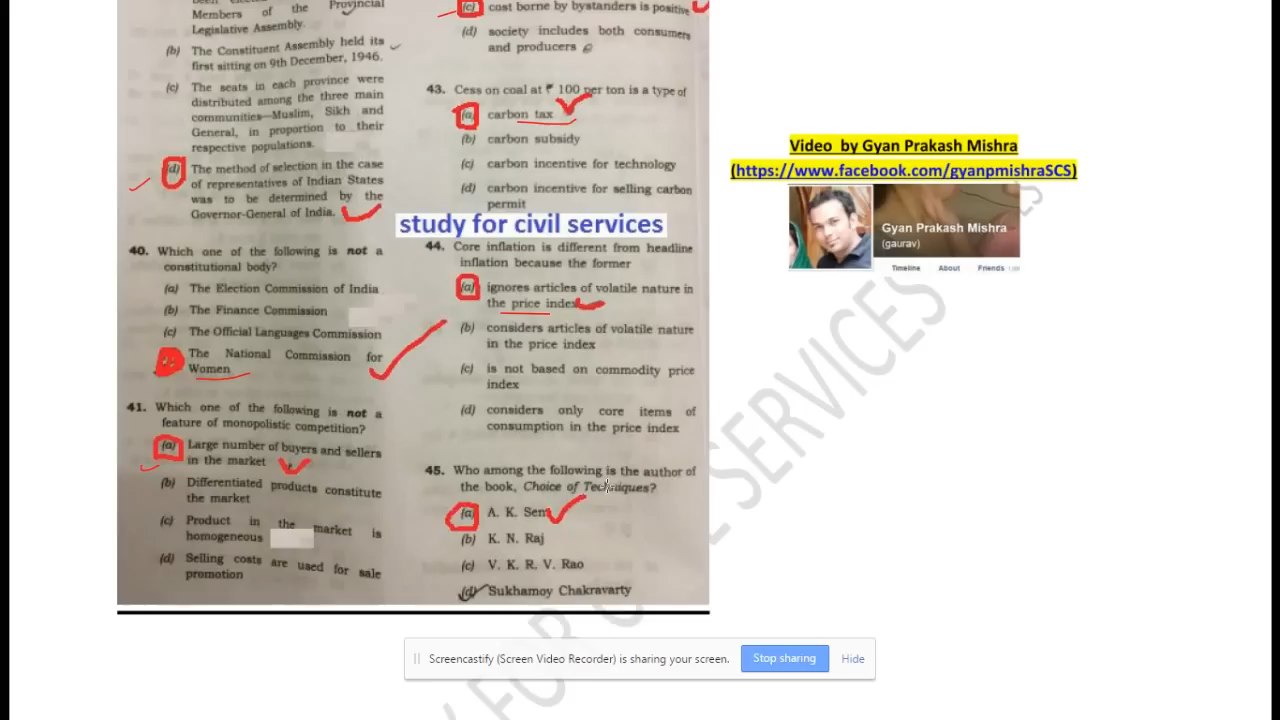 been elected
Members of the Provincial
Legislative Assembly.
(b) The Constituent Assembly held its
first sitting on 9th December, 1946.
(c) The seats in each province were
distributed among the three main
communities—Muslim, Sikh and
General, in proportion to their
respective populations.
(d) The method of selection in the case
of representatives of Indian States
was to be determined by the
Governor-General of India.
40. Which one of the following is not a
constitutional body?
(a) The Election Commission of India
(b) The Finance Commission
(c) The Official Languages Commission
The National Commission for
Women
41. Which one of the following is not a
feature of monopolistic competition?
(a) Large number of buyers and sellers
in the market
(b) Differentiated products constitute
the market
(c) Product in the market is
homogeneous
(d) Selling costs are used for sale
promotion
(c) cost borne by bystanders is positive
(d) society includes both consumers
and producers
43. Cess on coal at ₹ 100 per ton is a type of
(a) carbon tax
(b) carbon subsidy
(c) carbon incentive for technology
(d) carbon incentive for selling carbon
permit
study for civil services
44. Core inflation is different from headline
inflation because the former
(a) ignores articles of volatile nature in
the price index
(b) considers articles of volatile nature
in the price index
(c) is not based on commodity price
index
(d) considers only core items of
consumption in the price index
45. Who among the following is the author of
the book, Choice of Techniques?
(a) A. K. Sen
(b) K. N. Raj
(c) V. K. R. V. Rao
(d) Sukhamoy Chakravarty
Video by Gyan Prakash Mishra
(https://www.facebook.com/gyanpmishraSCS)
Gyan Prakash Mishra
(gaurav)
Timeline About Friends
Screencastify (Screen Video Recorder) is sharing your screen. Stop sharing Hide